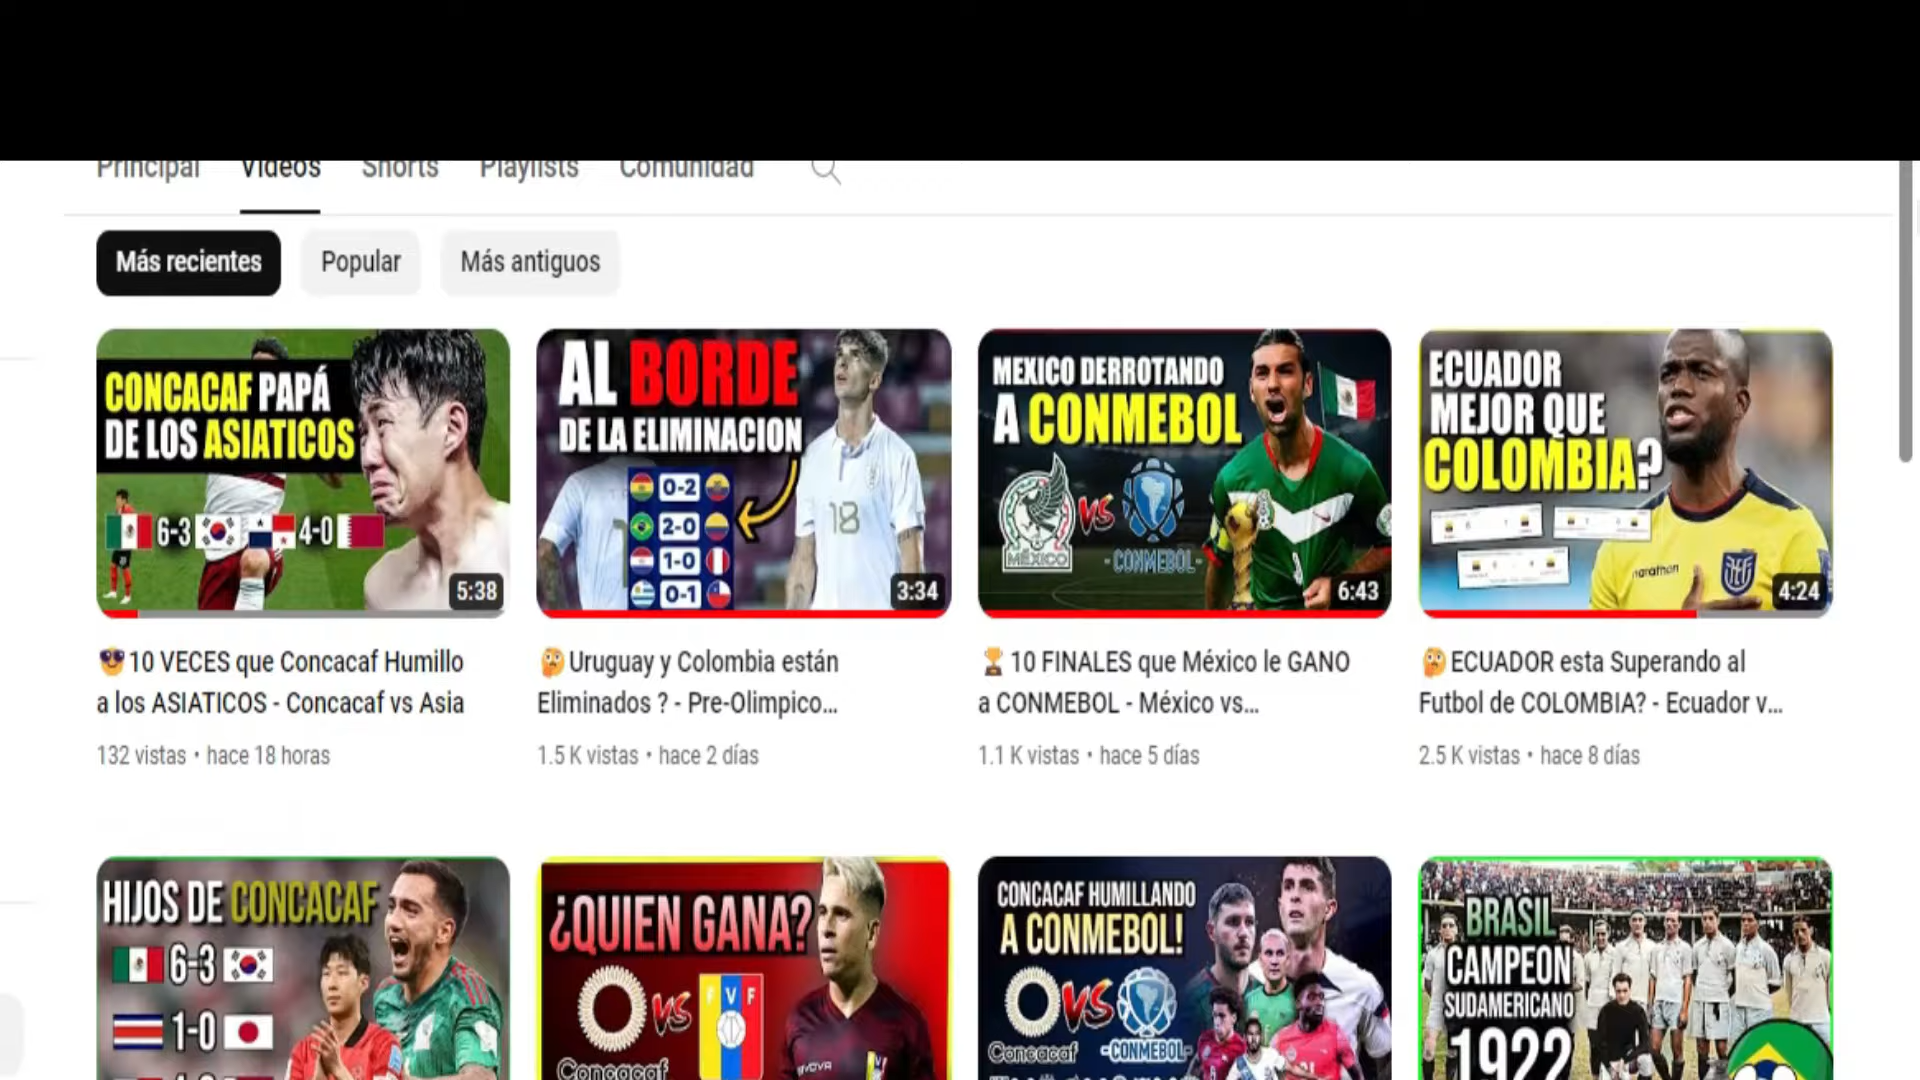 Principal Videos Shorts Playlists Comunidad
Más recientes Popular Más antiguos
CONCACAF PAPÁ
DE LOS ASIATICOS
6-3 4-0
5:38
AL BORDE
DE LA ELIMINACION
0-2
2-0
1-0
0-1
18
3:34
MEXICO DERROTANDO
A CONMEBOL
VS
MÉXICO
-CONMEBOL-
6:43
ECUADOR
MEJOR QUE
COLOMBIA?
marathon
FEF
4:24
10 VECES que Concacaf Humillo
a los ASIATICOS - Concacaf vs Asia
132 vistas • hace 18 horas
Uruguay y Colombia están
Eliminados ? - Pre-Olimpico...
1.5 K vistas • hace 2 días
10 FINALES que México le GANO
a CONMEBOL - México vs...
1.1 K vistas • hace 5 días
ECUADOR esta Superando al
Futbol de COLOMBIA? - Ecuador v...
2.5 K vistas • hace 8 días
HIJOS DE CONCACAF
6-3
1-0
¿QUIEN GANA?
VS
FVF
Concacaf
CONCACAF HUMILLANDO
A CONMEBOL!
VS
Concacaf -CONMEBOL-
BRASIL
CAMPEON
SUDAMERICANO
1922